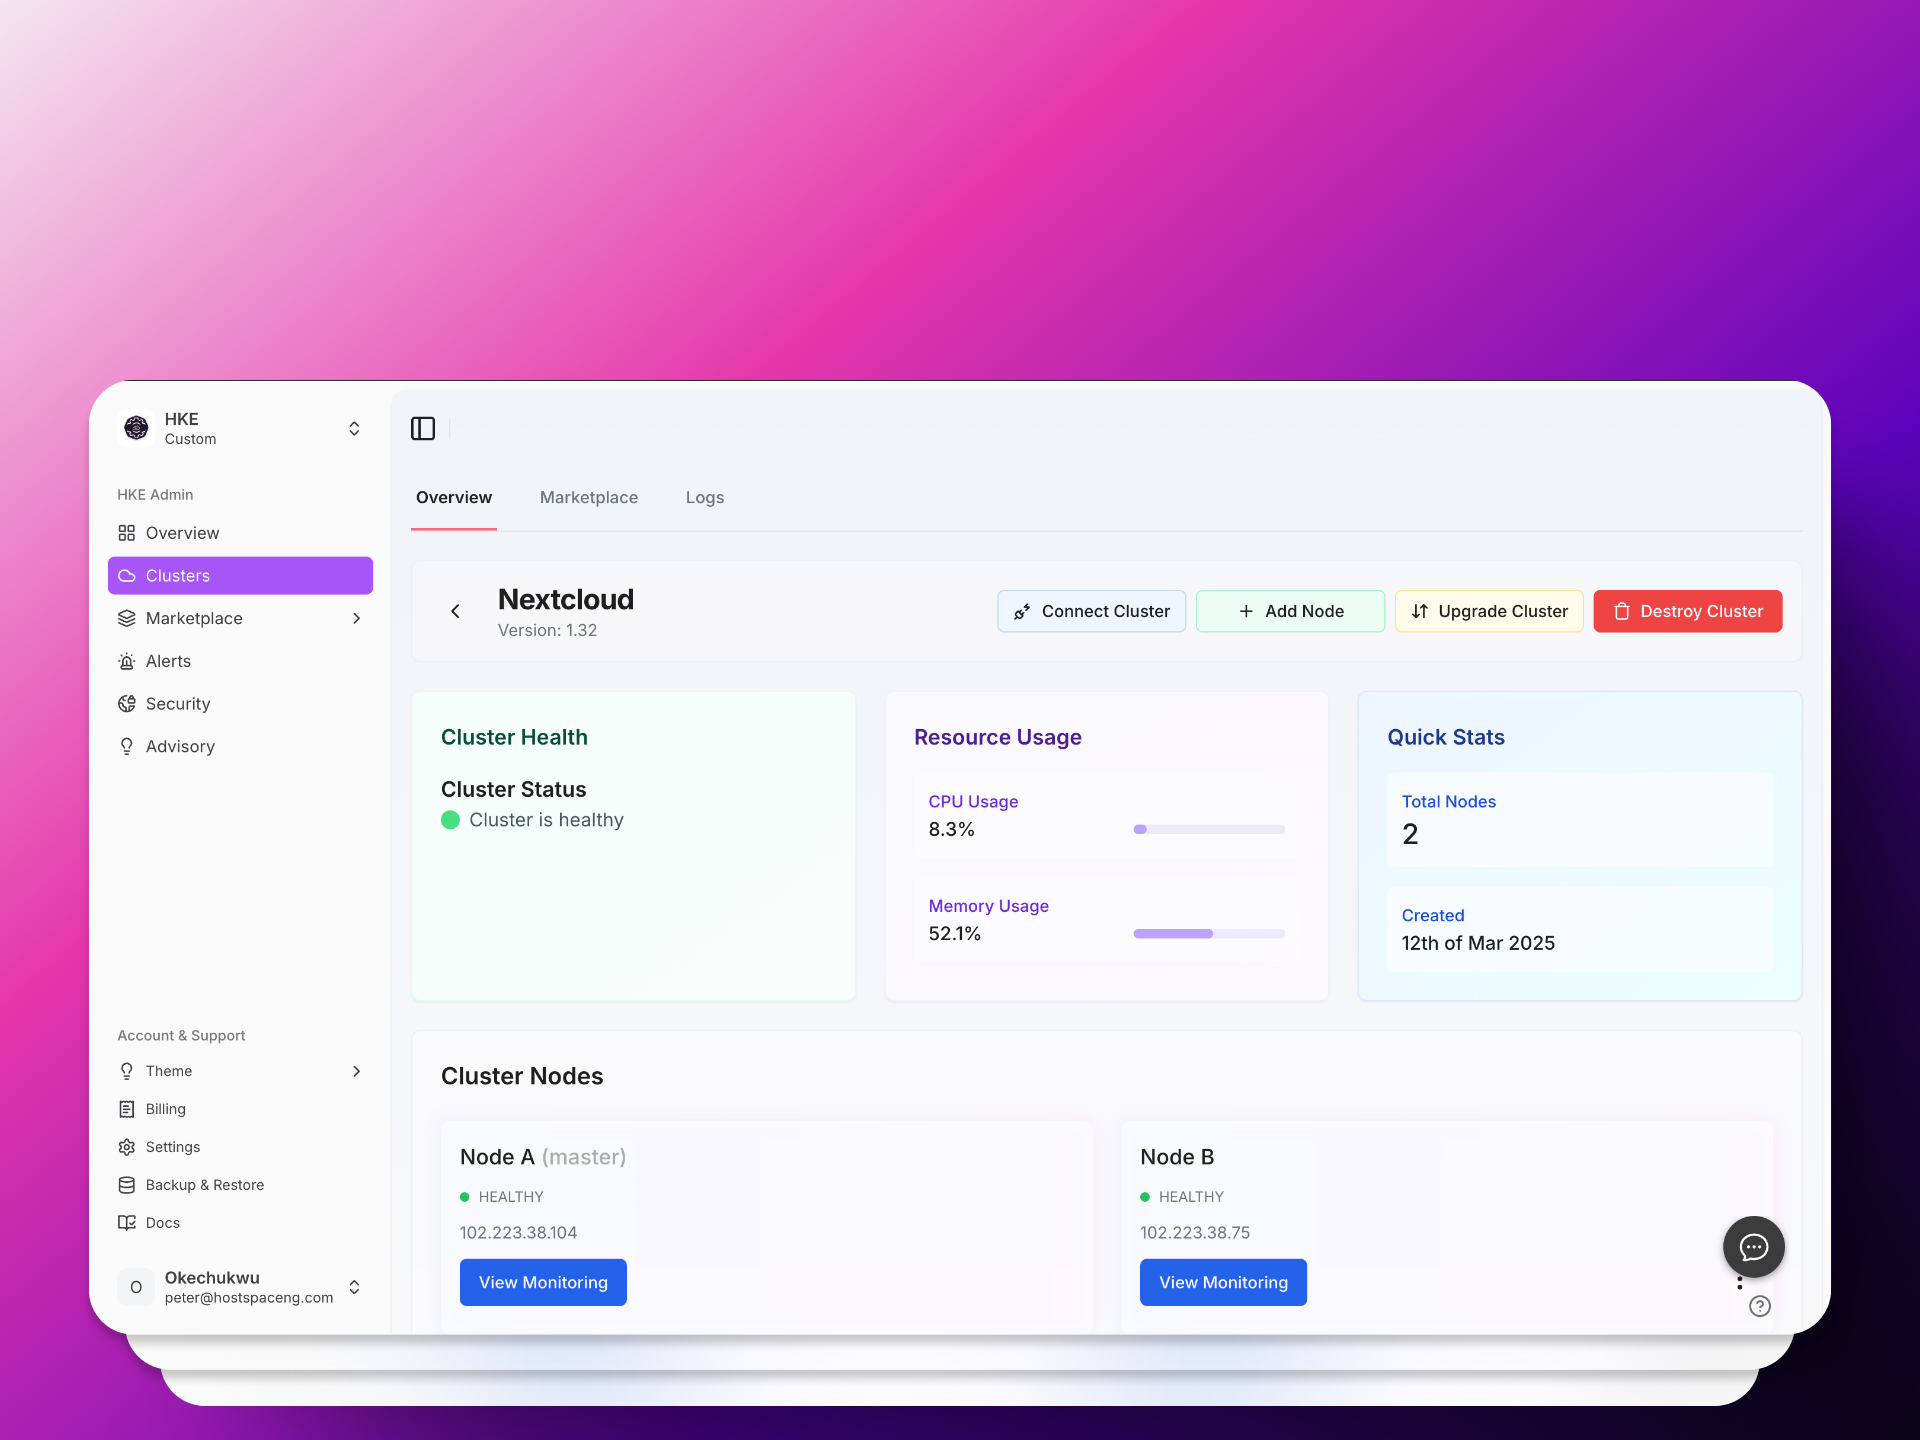 HKE
Custom
HKE Admin
Overview
Clusters
Marketplace
Alerts
Security
Advisory
Account & Support
Theme
Billing
Settings
Backup & Restore
Docs
O
Okechukwu
peter@hostspaceng.com
Overview Marketplace Logs
Nextcloud
Version: 1.32
Connect Cluster
Add Node
Upgrade Cluster
Destroy Cluster
Cluster Health
Cluster Status
Cluster is healthy
Resource Usage
CPU Usage
8.3%
Memory Usage
52.1%
Quick Stats
Total Nodes
2
Created
12th of Mar 2025
Cluster Nodes
Node A (master)
HEALTHY
102.223.38.104
View Monitoring
Node B
HEALTHY
102.223.38.75
View Monitoring